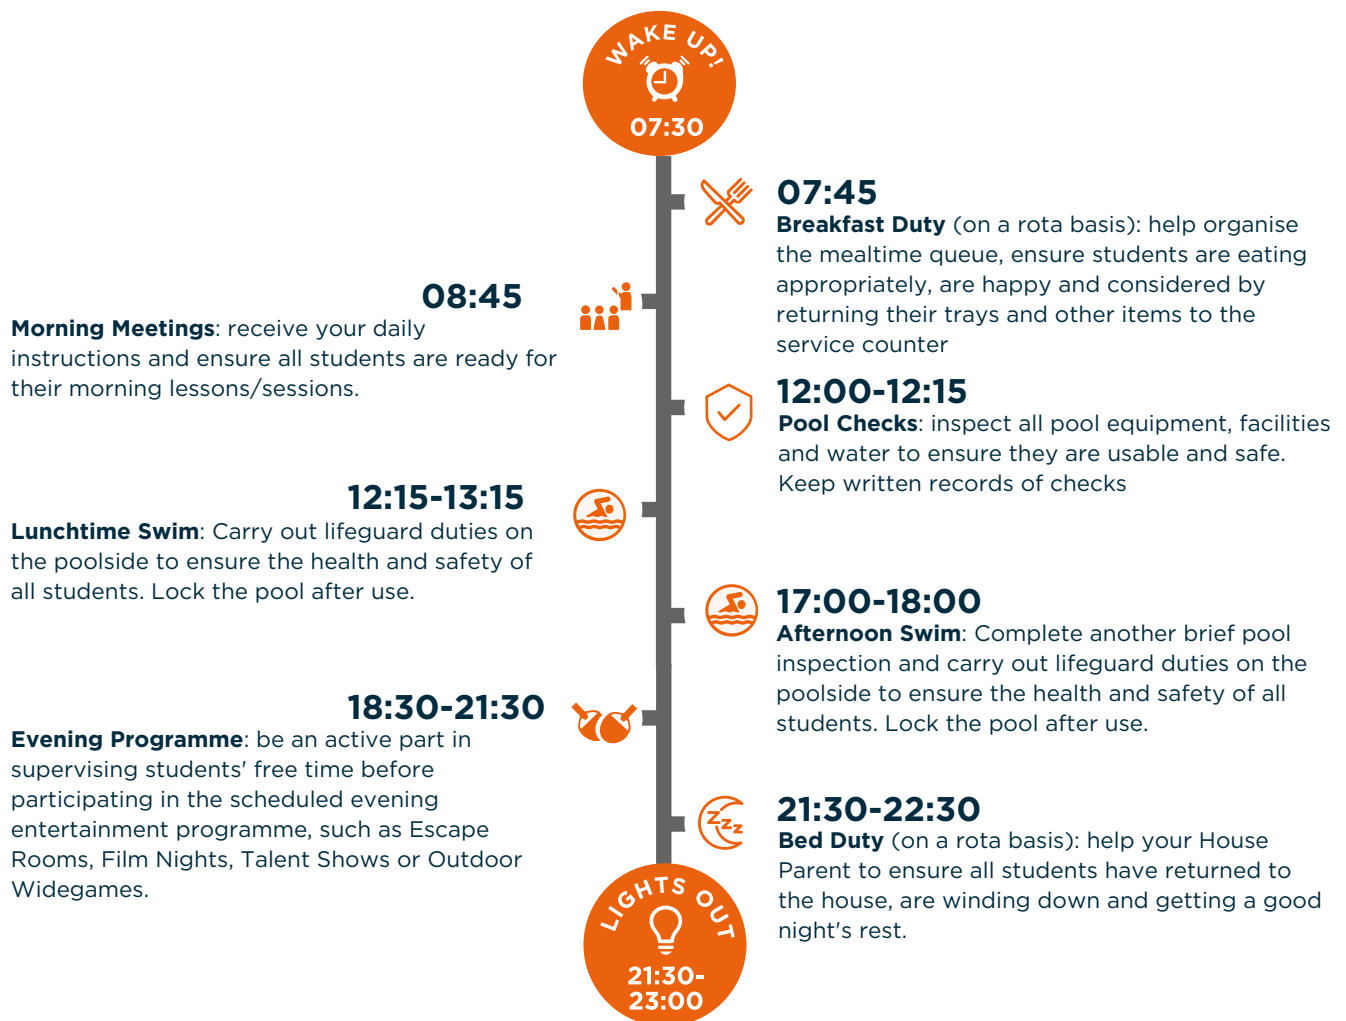 WAKE UP!
07:30
07:45
Breakfast Duty (on a rota basis): help organise
the mealtime queue, ensure students are eating
appropriately, are happy and considered by
returning their trays and other items to the
service counter
08:45
Morning Meetings: receive your daily
instructions and ensure all students are ready for
their morning lessons/sessions.
12:00-12:15
Pool Checks: inspect all pool equipment, facilities
and water to ensure they are usable and safe.
Keep written records of checks
12:15-13:15
Lunchtime Swim: Carry out lifeguard duties on
the poolside to ensure the health and safety of
all students. Lock the pool after use.
17:00-18:00
Afternoon Swim: Complete another brief pool
inspection and carry out lifeguard duties on the
poolside to ensure the health and safety of all
students. Lock the pool after use.
18:30-21:30
Evening Programme: be an active part in
supervising students' free time before
participating in the scheduled evening
entertainment programme, such as Escape
Rooms, Film Nights, Talent Shows or Outdoor
Widegames.
21:30-22:30
Bed Duty (on a rota basis): help your House
Parent to ensure all students have returned to
the house, are winding down and getting a good
night's rest.
Zzz
LIGHTS OUT
21:30-
23:00